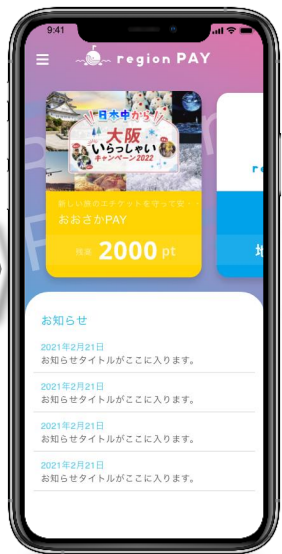 9:41
region PAY
日本中から
大阪
いらっしゃい
キャンペーン2022
新しい旅のエチケットを守って安…
おおさかPAY
残高 2000 pt
お知らせ
2021年2月21日
お知らせタイトルがここに入ります。
2021年2月21日
お知らせタイトルがここに入ります。
2021年2月21日
お知らせタイトルがここに入ります。
2021年2月21日
お知らせタイトルがここに入ります。